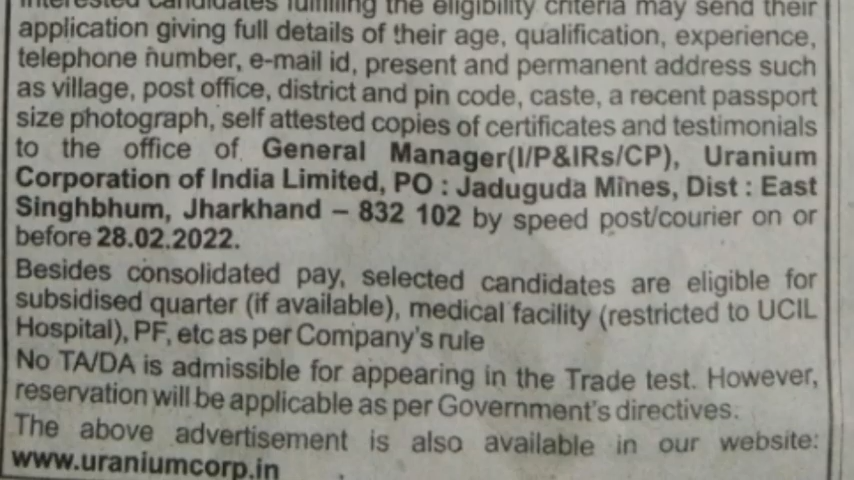 Interested candidates fulfilling the eligibility criteria may send their
application giving full details of their age, qualification, experience,
telephone number, e-mail id, present and permanent address such
as village, post office, district and pin code, caste, a recent passport
size photograph, self attested copies of certificates and testimonials
to the office of General Manager(I/P&IRs/CP), Uranium
Corporation of India Limited, PO : Jaduguda Mines, Dist : East
Singhbhum, Jharkhand – 832 102 by speed post/courier on or
before 28.02.2022.
Besides consolidated pay, selected candidates are eligible for
subsidised quarter (if available), medical facility (restricted to UCIL
Hospital), PF, etc as per Company's rule
No TA/DA is admissible for appearing in the Trade test. However,
reservation will be applicable as per Government's directives.
The above advertisement is also available in our website:
www.uraniumcorp.in